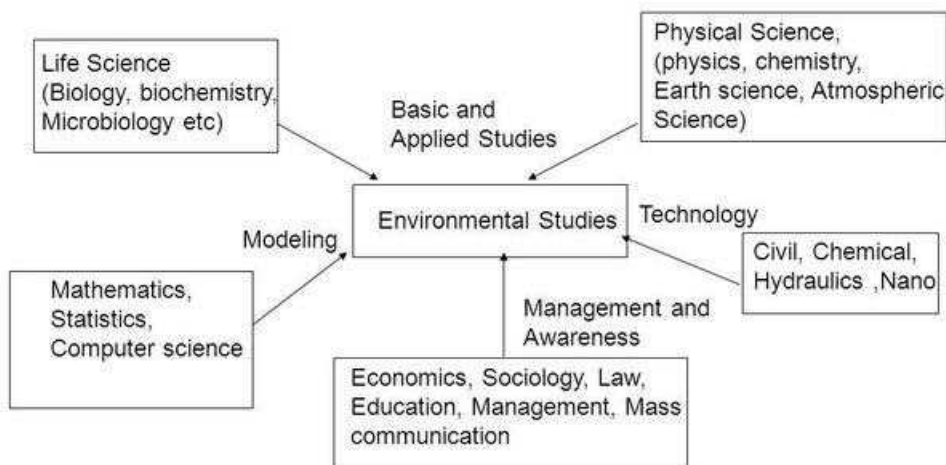 Life Science
(Biology, biochemistry,
Microbiology etc)
Basic and
Applied Studies
Physical Science,
(physics, chemistry,
Earth science, Atmospheric
Science)
Environmental Studies
Technology
Modeling
Civil, Chemical,
Hydraulics ,Nano
Mathematics,
Statistics,
Computer science
Management and
Awareness
Economics, Sociology, Law,
Education, Management, Mass
communication